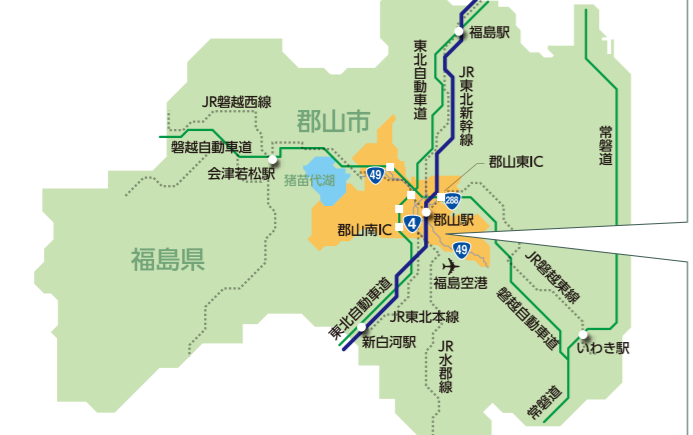 福島駅
東北自動車道
JR東北新幹線
常磐道
JR磐越西線
郡山市
磐越自動車道
会津若松駅
猪苗代湖
49
郡山東IC
288
4
郡山駅
郡山南IC
49
福島県
福島空港
JR磐越東線
磐越自動車道
東北自動車道
JR東北本線
新白河駅
JR水郡線
いわき駅
常磐道